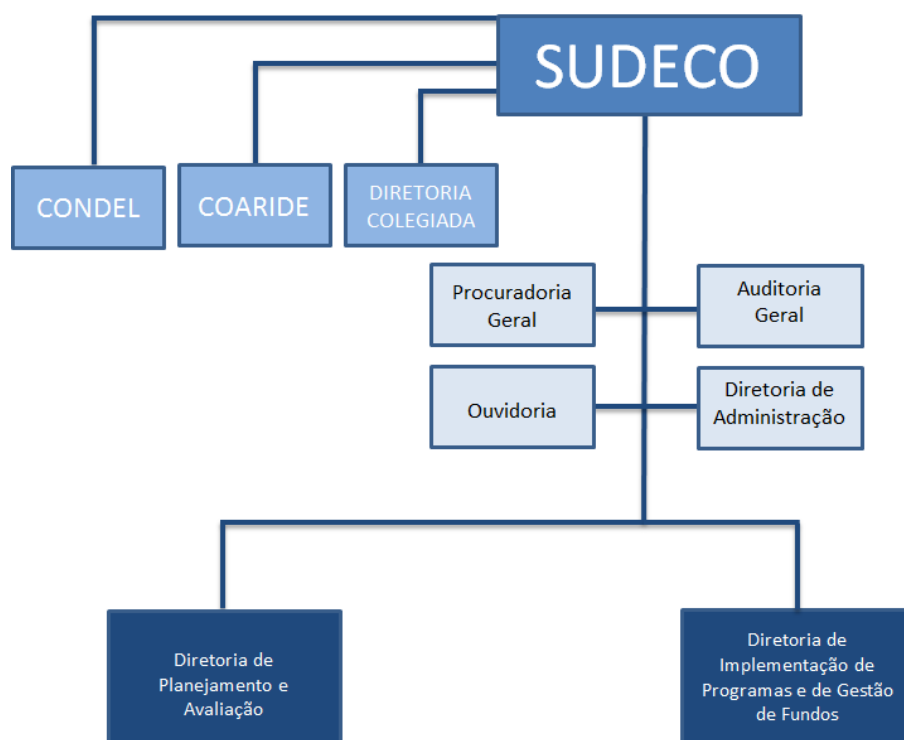 SUDECO
CONDEL
COARIDE
DIRETORIA
COLEGIADA
Procuradoria
Geral
Auditoria
Geral
Ouvidoria
Diretoria de
Administração
Diretoria de
Planejamento e
Avaliação
Diretoria de
Implementação de
Programas e de Gestão
de Fundos